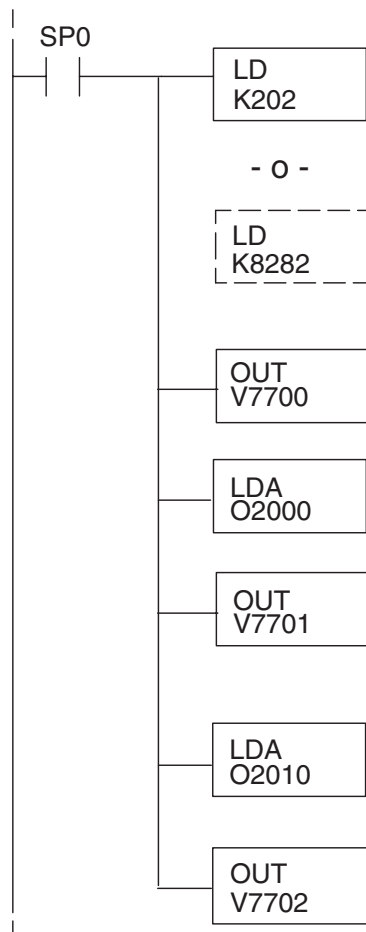 SP0
LD
K202
- o -
LD
K8282
OUT
V7700
LDA
O2000
OUT
V7701
LDA
O2010
OUT
V7702